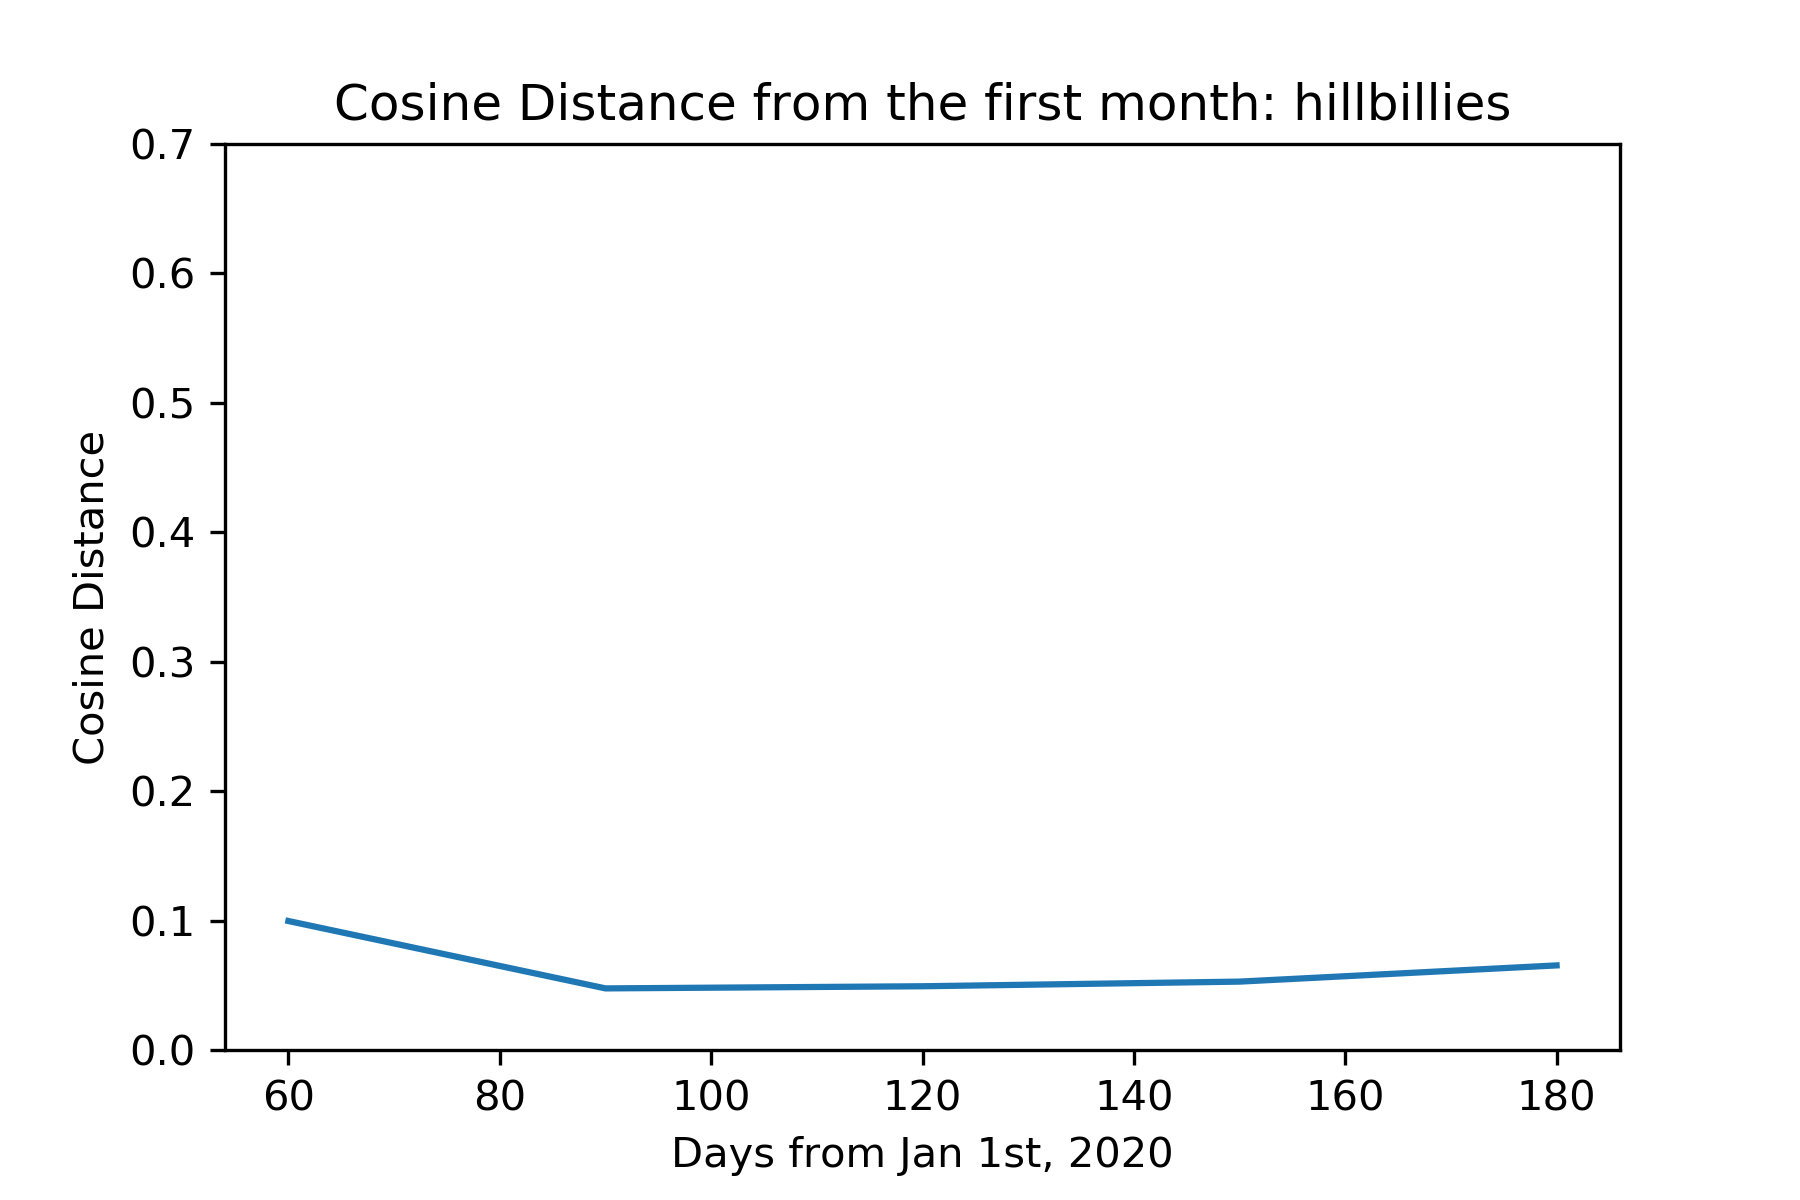 Cosine Distance from the first month: hillbillies
0.7
0.6
0.5
0.4
0.3
0.2
0.1
0.0
Cosine Distance
60 80 100 120 140 160 180
Days from Jan 1st, 2020